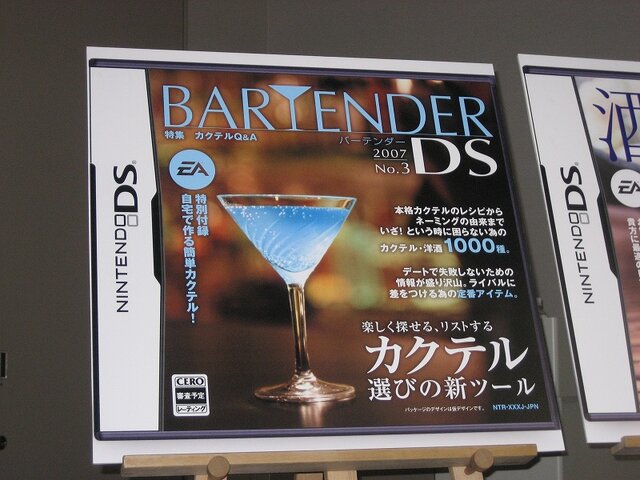 NINTENDO DS
BARTENDER
特集 カクテルQ&A
バーテンダー
2007
No.3
DS
EA
特別付録
自宅で作る簡単カクテル!
本格カクテルのレシピから
ネーミングの由来まで
いざ!という時に困らない為の
カクテル・洋酒1000種。
デートで失敗しないための
情報が盛り沢山。ライバルに
差をつける為の定番アイテム。
楽しく探せる、リストする
カクテル
選びの新ツール
パッケージのデザインは仮デザインです。
NTR-XXXJ-JPN
CERO
審査予定
レーティング
NINTENDO DS
酒
EA